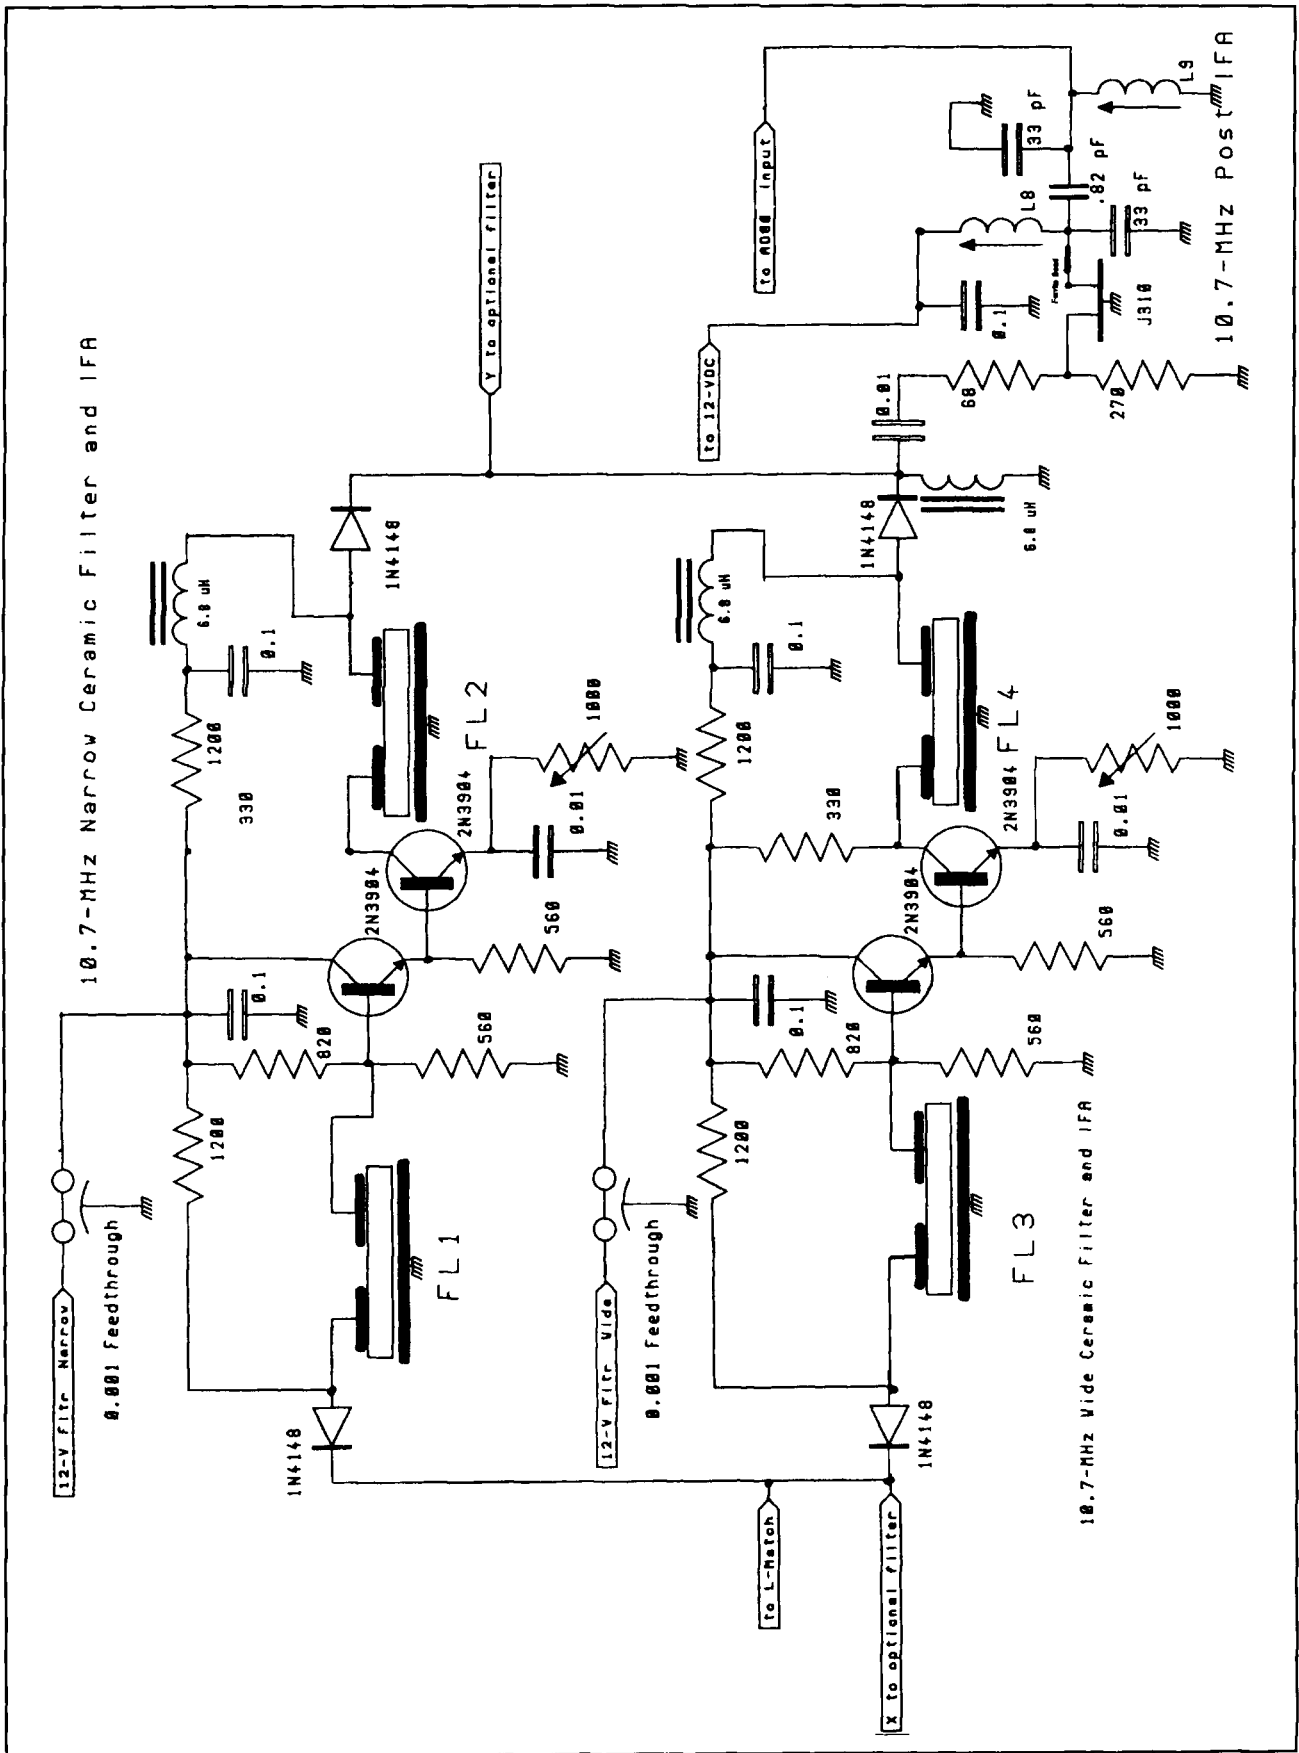 10.7-MHz Narrow Ceramic Filter and IFA
12-V Fltr Narrow
0.001 Feedthrough
1200
820
0.1
560
1N4148
FL1
2N3904
560
2N3904
0.01
1000
330
1200
0.1
6.8 uH
FL2
1N4148
Y to optional filter
12-V Fltr Wide
0.001 Feedthrough
1200
820
0.1
560
1N4148
FL3
2N3904
560
2N3904
0.01
1000
330
1200
0.1
6.8 uH
FL4
1N4148
6.8 uH
to L-Match
X to optional filter
10.7-MHz Wide Ceramic Filter and IFA
to 12-VDC
0.01
68
270
0.1
J310
Ferrite Bead
L8
33 pF
.82 pF
33 pF
L9
to AD88 input
10.7-MHz Post IFA